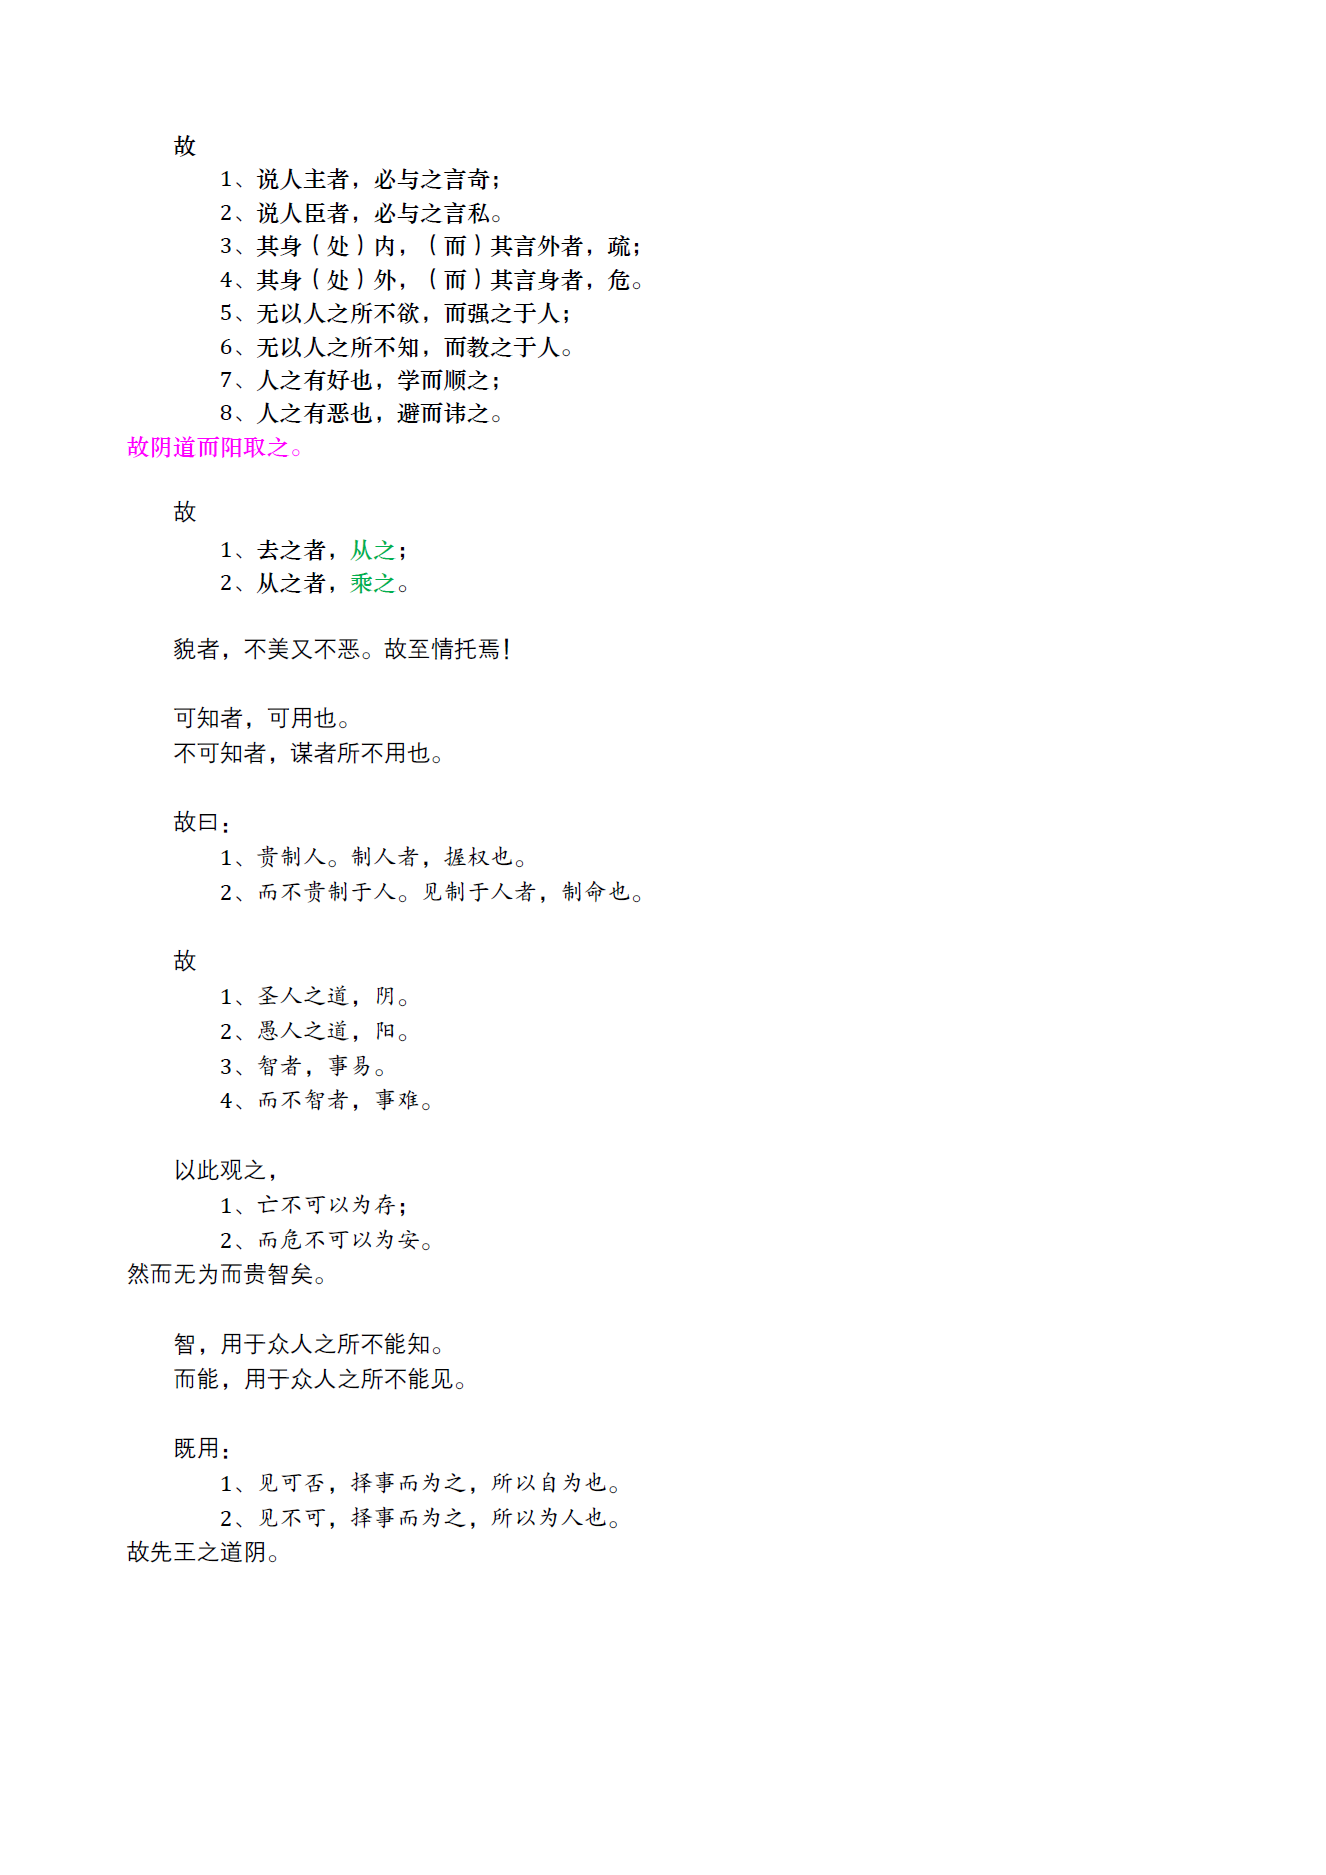 故
1、说人主者，必与之言奇；
2、说人臣者，必与之言私。
3、其身（处）内，（而）其言外者，疏；
4、其身（处）外，（而）其言身者，危。
5、无以人之所不欲，而强之于人；
6、无以人之所不知，而教之于人。
7、人之有好也，学而顺之；
8、人之有恶也，避而讳之。
故阴道而阳取之。
故
1、去之者，从之；
2、从之者，乘之。
貌者，不美又不恶。故至情托焉！
可知者，可用也。
不可知者，谋者所不用也。
故曰：
1、贵制人。制人者，握权也。
2、而不贵制于人。见制于人者，制命也。
故
1、圣人之道，阴。
2、愚人之道，阳。
3、智者，事易。
4、而不智者，事难。
以此观之，
1、亡不可以为存；
2、而危不可以为安。
然而无为而贵智矣。
智，用于众人之所不能知。
而能，用于众人之所不能见。
既用：
1、见可否，择事而为之，所以自为也。
2、见不可，择事而为之，所以为人也。
故先王之道阴。